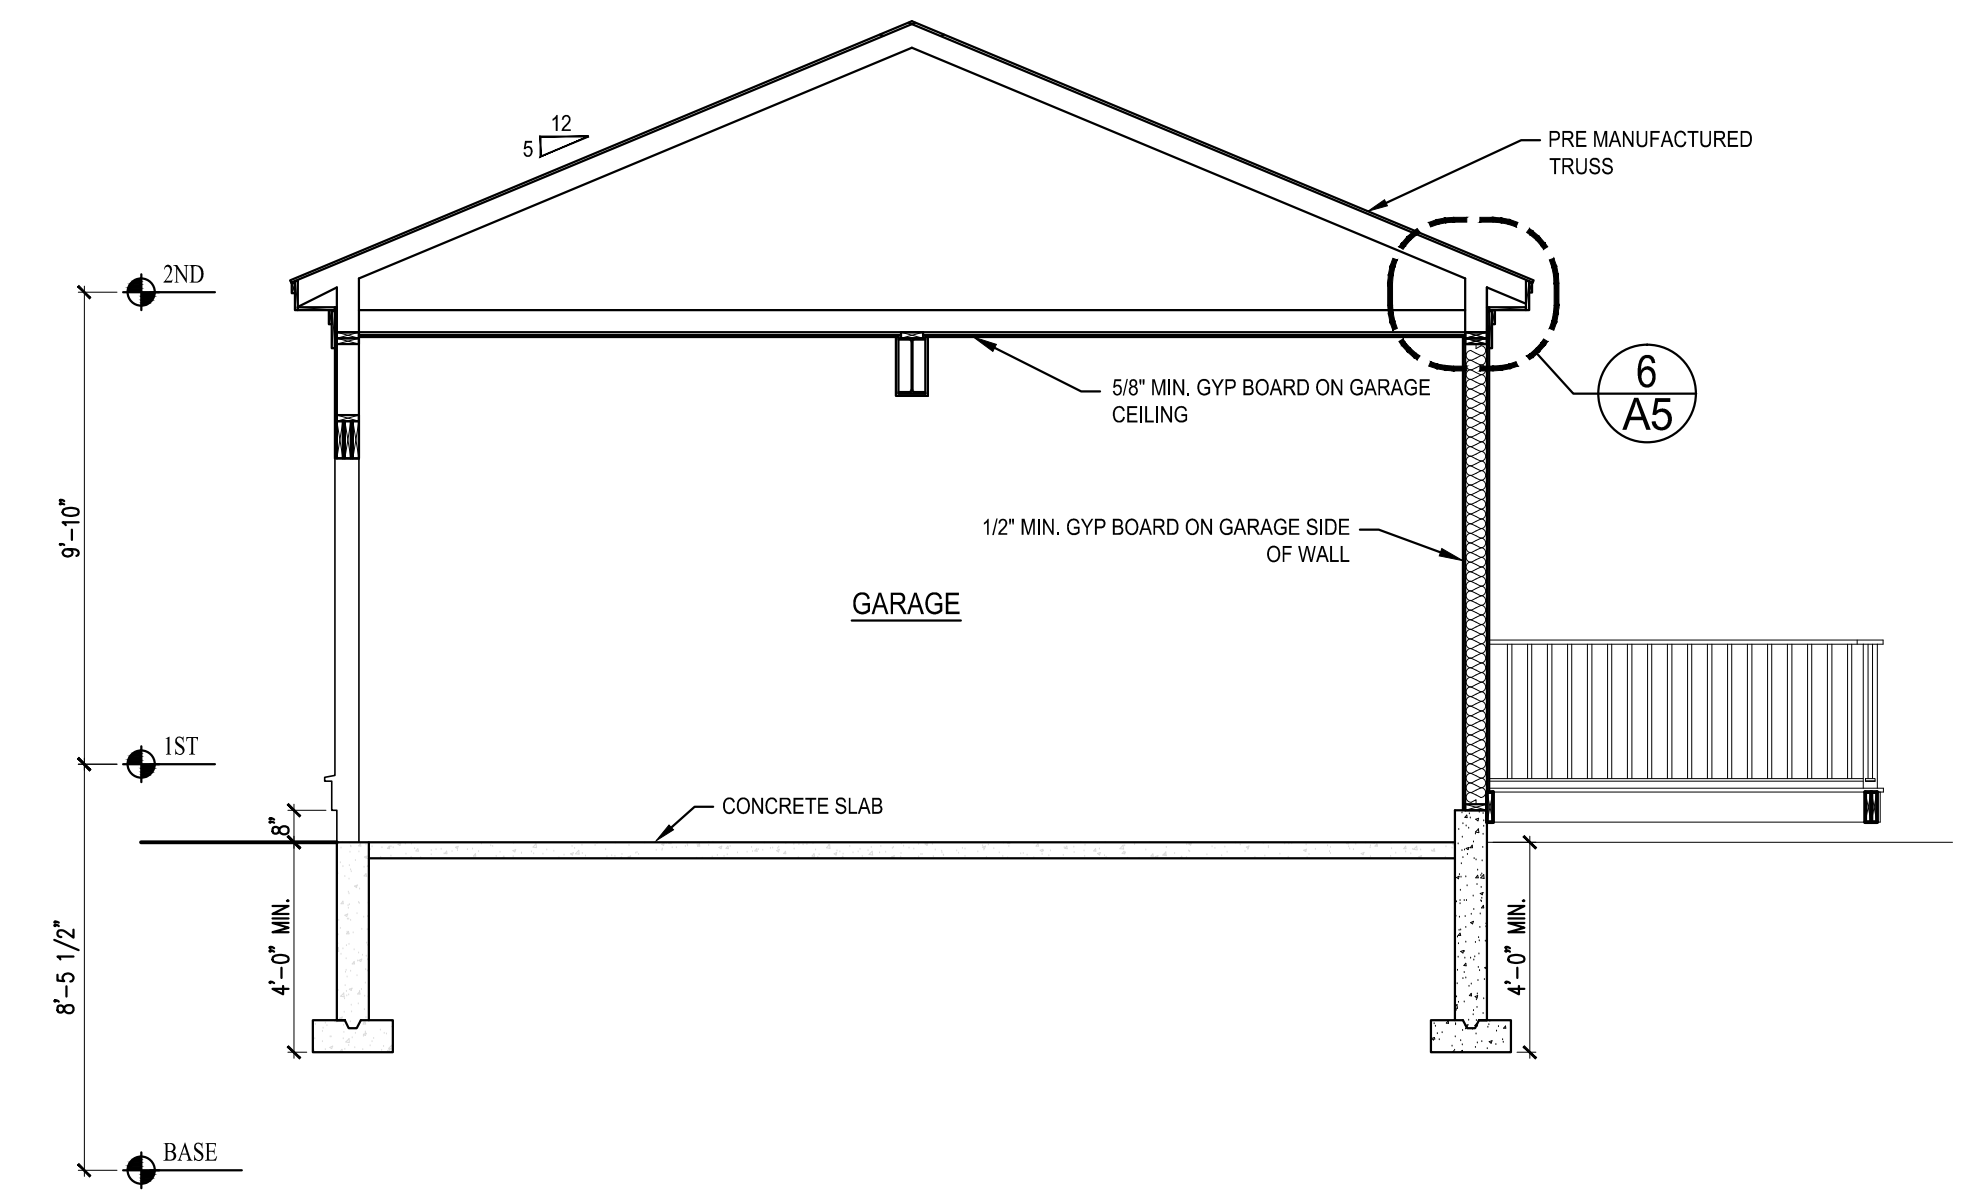 12
5
PRE MANUFACTURED
TRUSS
2ND
6
A5
5/8" MIN. GYP BOARD ON GARAGE
CEILING
9'-10"
1/2" MIN. GYP BOARD ON GARAGE SIDE
OF WALL
GARAGE
1ST
8"
CONCRETE SLAB
8'-5 1/2"
4'-0" MIN.
4'-0" MIN.
BASE